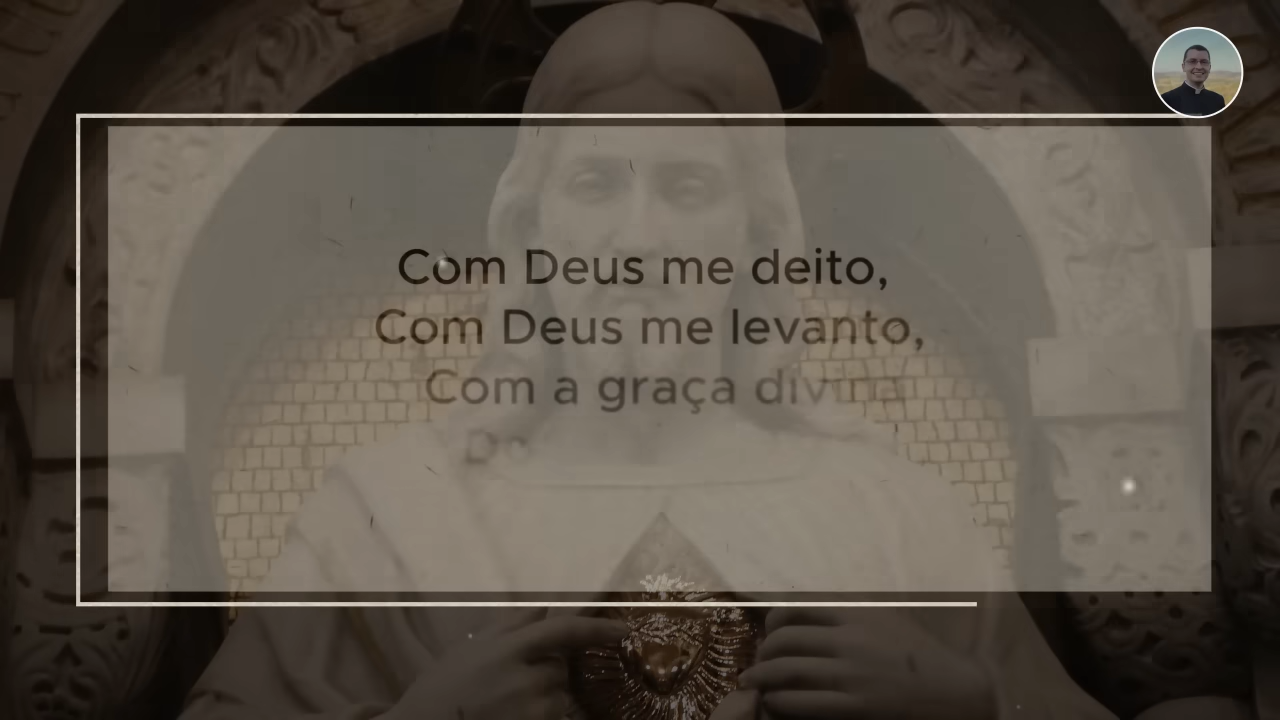 Com Deus me deito,
Com Deus me levanto,
Com a graça divina